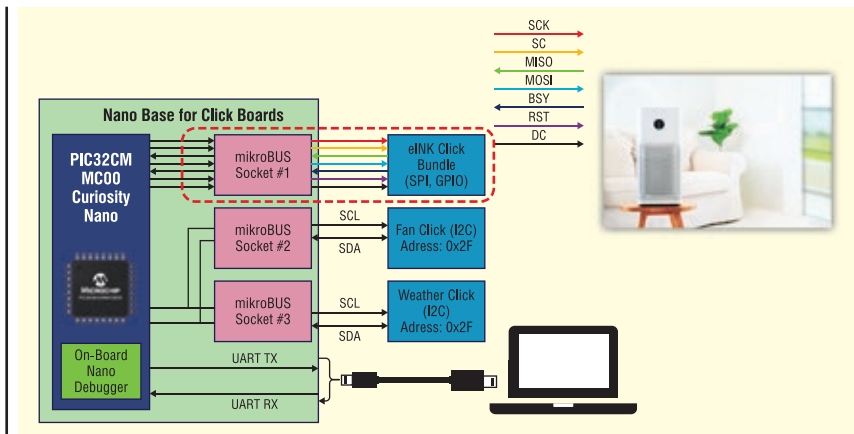 SCK
SC
MISO
MOSI
BSY
RST
DC
Nano Base for Click Boards
PIC32CM
MC00
Curiosity
Nano
mikroBUS
Socket #1
eINK Click
Bundle
(SPI, GPIO)
mikroBUS
Socket #2
SCL
SDA
Fan Click (I2C)
Adress: 0x2F
MICROCHIP
mikroBUS
Socket #3
SCL
SDA
Weather Click
(I2C)
Adress: 0x2F
On-Board
Nano
Debugger
UART TX
UART RX